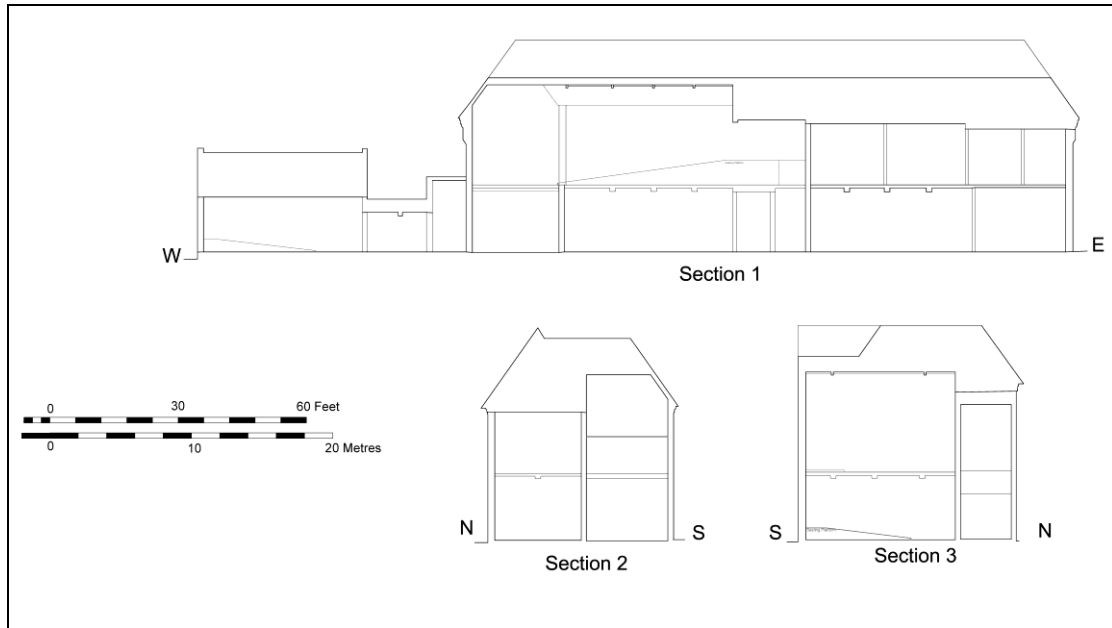 W
E
Section 1
0 30 60 Feet
0 10 20 Metres
N S
Section 2
S N
Section 3